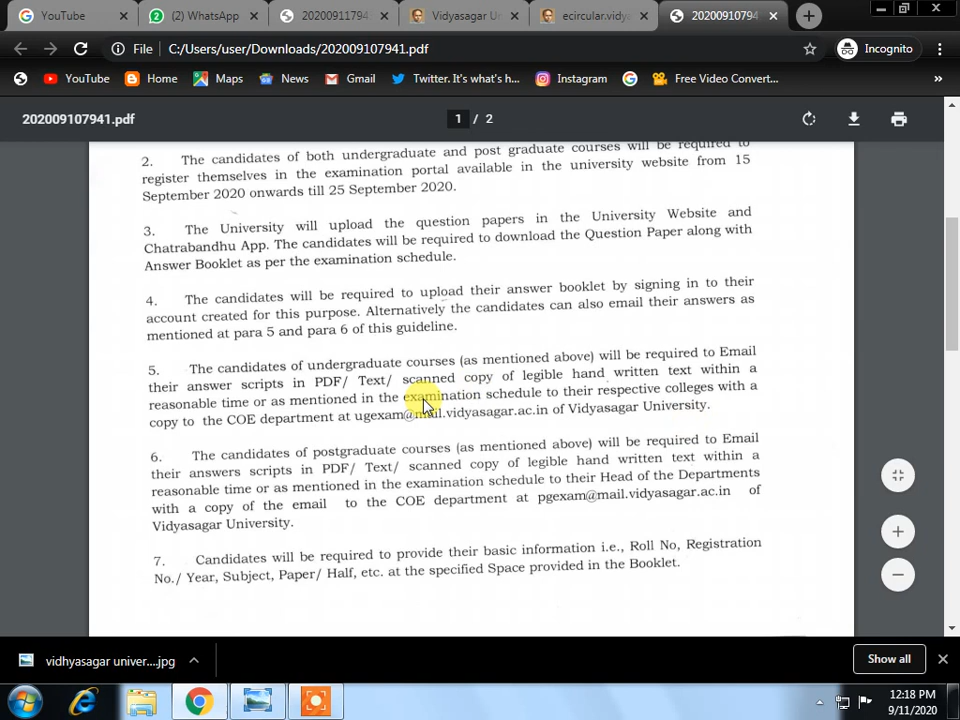 YouTube
(2) WhatsApp
20200911794
Vidyasagar U
ecircular.vidy
2020091079
File
C:/Users/user/Downloads/202009107941.pdf
Incognito
YouTube
Home
Maps
News
Gmail
Twitter. It's what's h...
Instagram
Free Video Convert...
»
202009107941.pdf
1 / 2
2. The candidates of both undergraduate and post graduate courses will be required to
register themselves in the examination portal available in the university website from 15
September 2020 onwards till 25 September 2020.
3. The University will upload the question papers in the University Website and
Chatrabandhu App. The candidates will be required to download the Question Paper along with
Answer Booklet as per the examination schedule.
4. The candidates will be required to upload their answer booklet by signing in to their
account created for this purpose. Alternatively the candidates can also email their answers as
mentioned at para 5 and para 6 of this guideline.
5. The candidates of undergraduate courses (as mentioned above) will be required to Email
their answer scripts in PDF/ Text/ scanned copy of legible hand written text within a
reasonable time or as mentioned in the examination schedule to their respective colleges with a
copy to the COE department at ugexam@mail.vidyasagar.ac.in of Vidyasagar University.
6. The candidates of postgraduate courses (as mentioned above) will be required to Email
their answers scripts in PDF/ Text/ scanned copy of legible hand written text within a
reasonable time or as mentioned in the examination schedule to their Head of the Departments
with a copy of the email to the COE department at pgexam@mail.vidyasagar.ac.in of
Vidyasagar University.
7. Candidates will be required to provide their basic information i.e., Roll No, Registration
No./ Year, Subject, Paper/ Half, etc. at the specified Space provided in the Booklet.
vidhyasagar univer....jpg
Show all
12:18 PM
9/11/2020